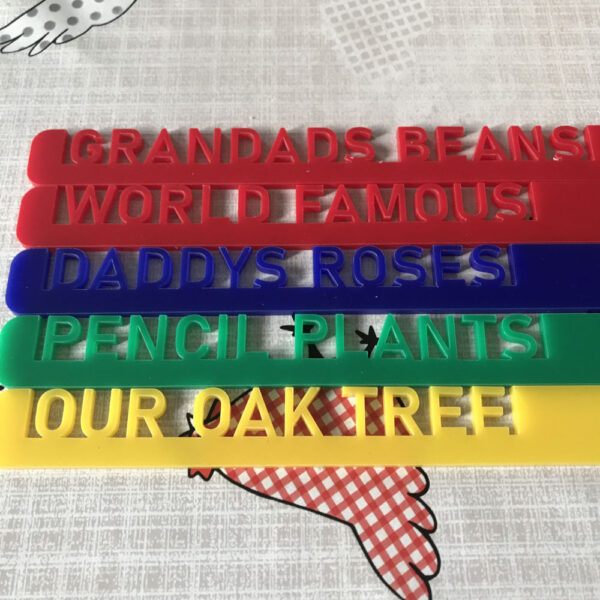 GRANDADS BEANS
WORLD FAMOUS
DADDYS ROSES
PENCIL PLANTS
OUR OAK TREE